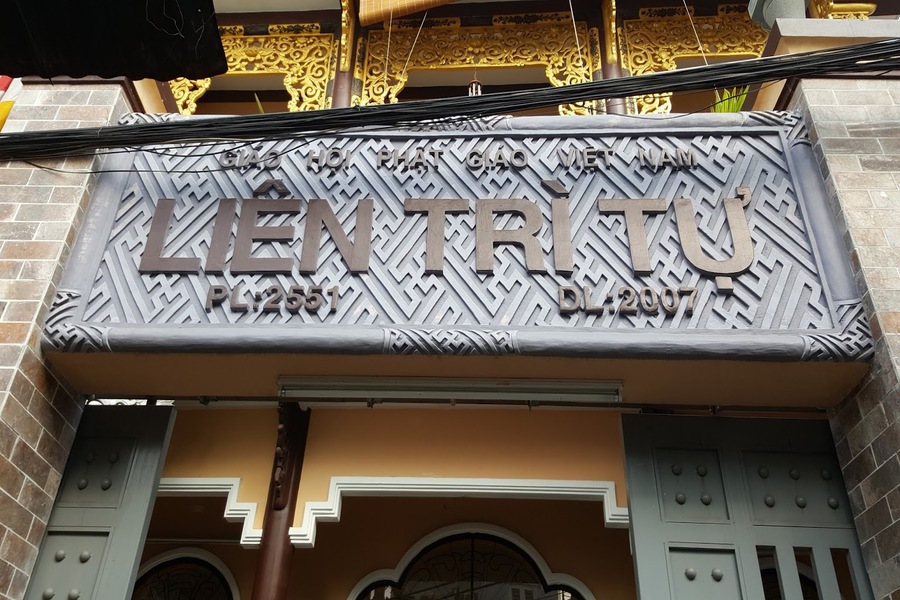 GIÁO HỘI PHẬT GIÁO VIỆT NAM
LIÊN TRÌ TỰ
PL:2551 DL:2007